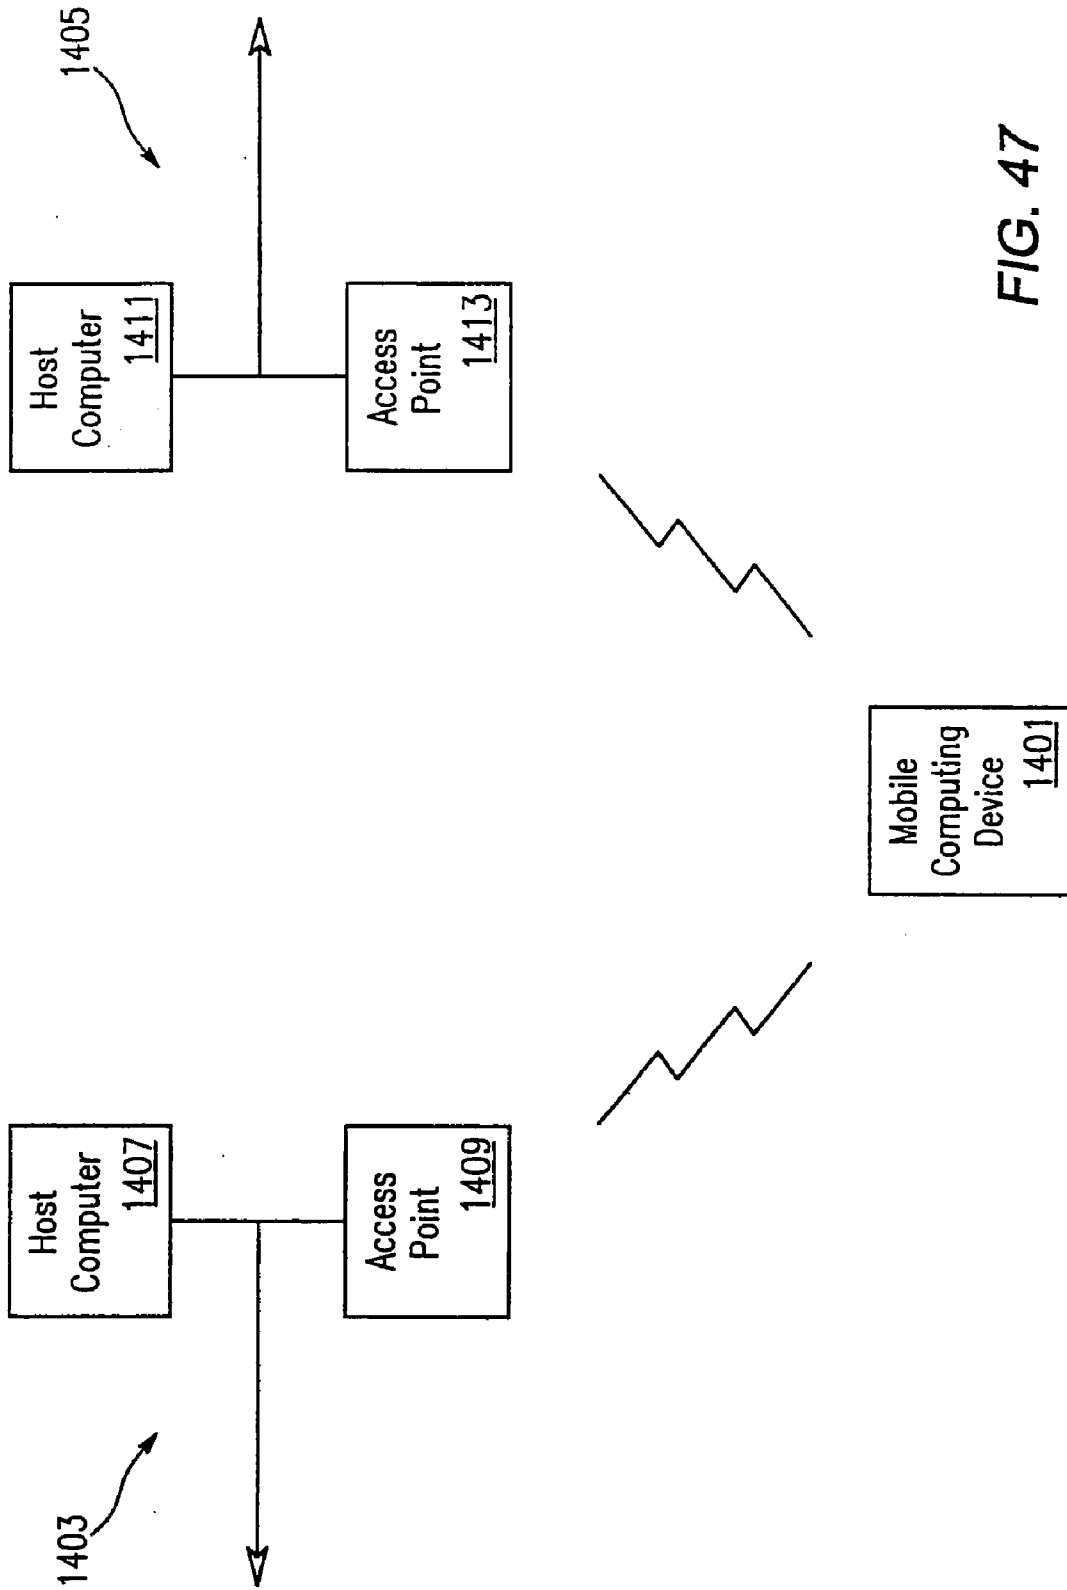 1403
1405
Host
Computer
1407
Host
Computer
1411
Access
Point
1409
Access
Point
1413
Mobile
Computing
Device
1401
FIG. 47